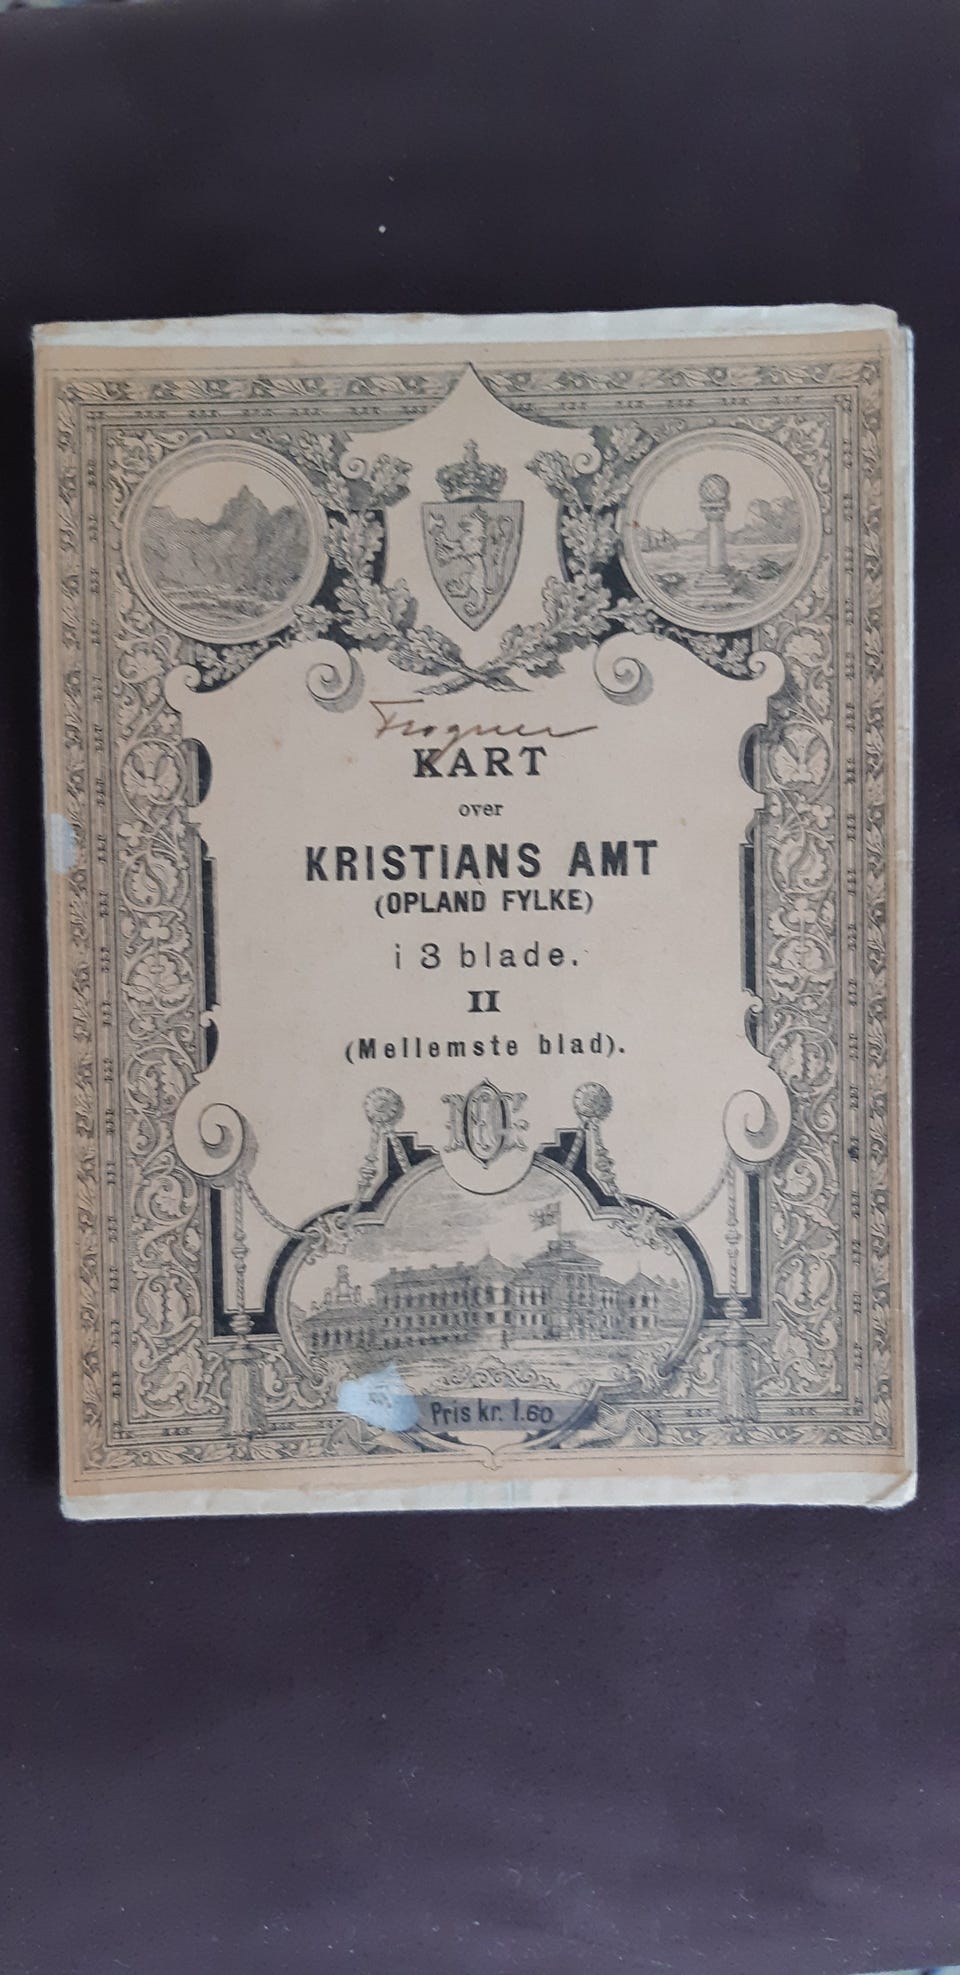 Frogner
KART
over
KRISTIANS AMT
(OPLAND FYLKE)
i 3 blade.
II
(Mellemste blad).
Pris kr. 1.60